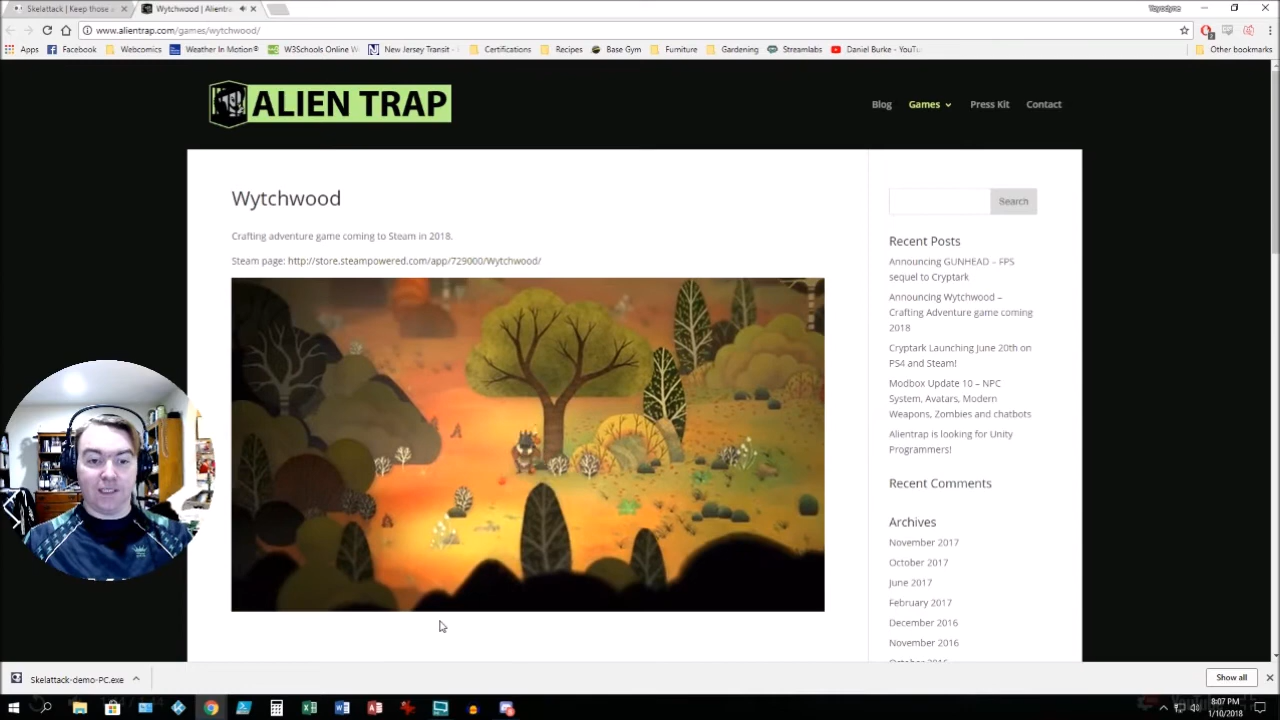 Skelattack | Keep those
Wytchwood | Alientra
Yoyodyne
www.alientrap.com/games/wytchwood/
Apps
Facebook
Webcomics
Weather In Motion®
W3Schools Online W
New Jersey Transit -
Certifications
Recipes
Base Gym
Furniture
Gardening
Streamlabs
Daniel Burke - YouTu
Other bookmarks
ALIEN TRAP
Blog
Games
Press Kit
Contact
Wytchwood
Crafting adventure game coming to Steam in 2018.
Steam page: http://store.steampowered.com/app/729000/Wytchwood/
Search
Recent Posts
Announcing GUNHEAD – FPS
sequel to Cryptark
Announcing Wytchwood –
Crafting Adventure game coming
2018
Cryptark Launching June 20th on
PS4 and Steam!
Modbox Update 10 – NPC
System, Avatars, Modern
Weapons, Zombies and chatbots
Alientrap is looking for Unity
Programmers!
Recent Comments
Archives
November 2017
October 2017
June 2017
February 2017
December 2016
November 2016
October 2016
Skelattack-demo-PC.exe
Show all
8:07 PM
1/10/2018